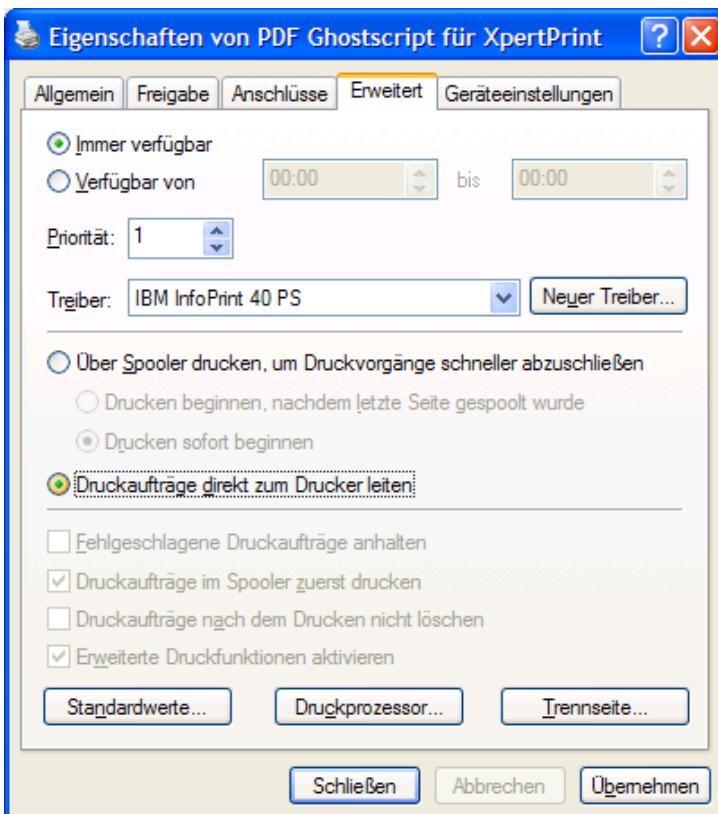 Eigenschaften von PDF Ghostscript für XpertPrint
Allgemein Freigabe Anschlüsse Erweitert Geräteeinstellungen
Immer verfügbar
Verfügbar von 00:00 bis 00:00
Priorität: 1
Treiber: IBM InfoPrint 40 PS Neuer Treiber...
Über Spooler drucken, um Druckvorgänge schneller abzuschließen
Drucken beginnen, nachdem letzte Seite gespoolt wurde
Drucken sofort beginnen
Druckaufträge direkt zum Drucker leiten
Fehlgeschlagene Druckaufträge anhalten
Druckaufträge im Spooler zuerst drucken
Druckaufträge nach dem Drucken nicht löschen
Erweiterte Druckfunktionen aktivieren
Standardwerte... Druckprozessor... Trennseite...
Schließen Abbrechen Übernehmen